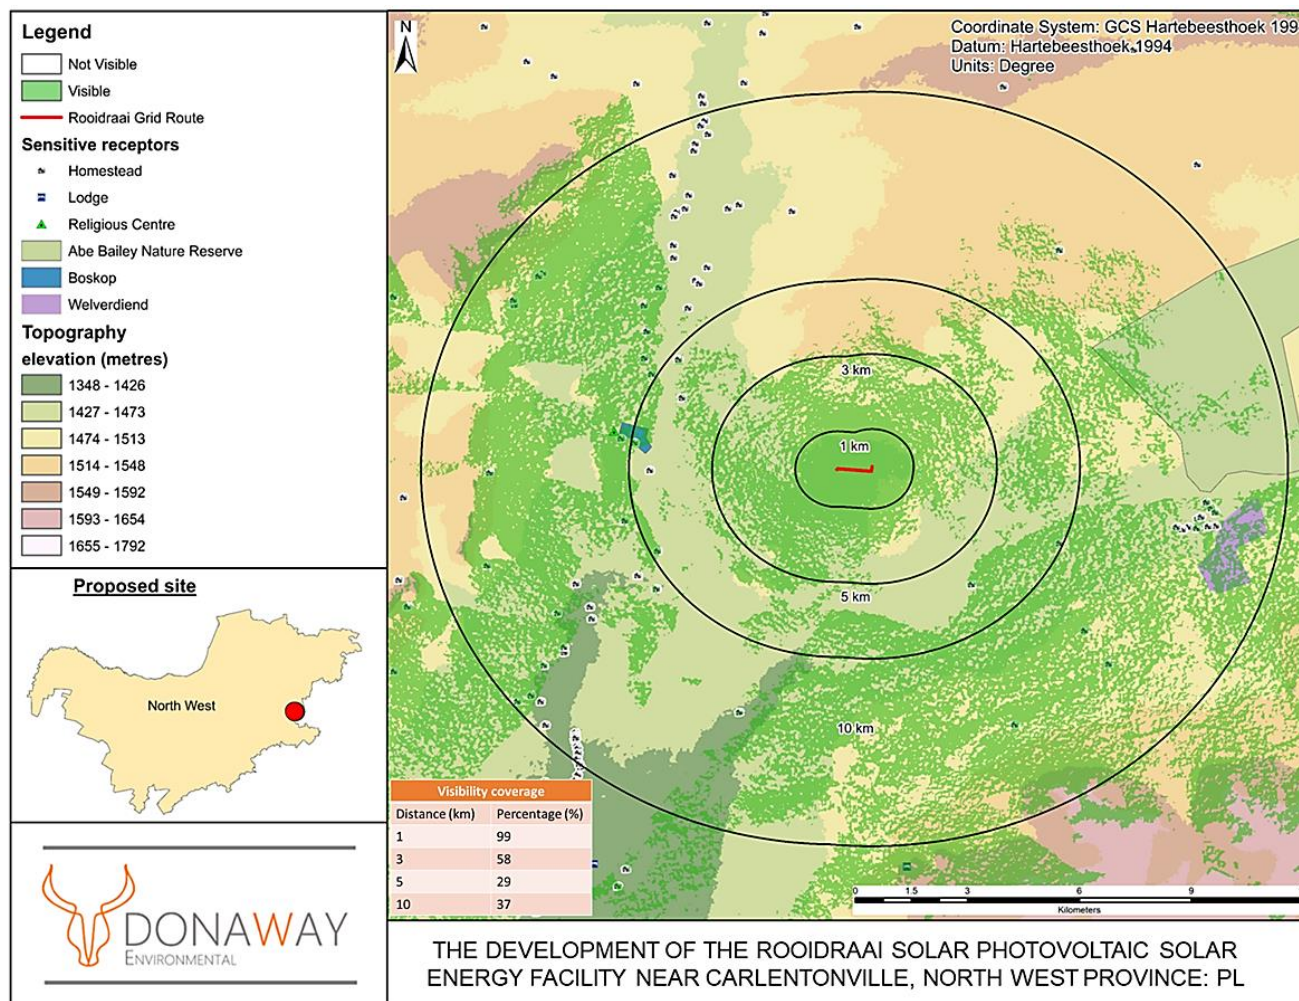 Legend
Not Visible
Visible
Rooidraai Grid Route
Sensitive receptors
Homestead
Lodge
Religious Centre
Abe Bailey Nature Reserve
Boskop
Welverdiend
Topography
elevation (metres)
1348 - 1426
1427 - 1473
1474 - 1513
1514 - 1548
1549 - 1592
1593 - 1654
1655 - 1792
Proposed site
North West
DONAWAY
ENVIRONMENTAL
N
Coordinate System: GCS Hartebeesthoek 199
Datum: Hartebeesthoek 1994
Units: Degree
3 km
1 km
5 km
10 km
Visibility coverage
Distance (km) Percentage (%)
1 99
3 58
5 29
10 37
0 1.5 3 6 9
Kilometers
THE DEVELOPMENT OF THE ROOIDRAAI SOLAR PHOTOVOLTAIC SOLAR
ENERGY FACILITY NEAR CARLENTONVILLE, NORTH WEST PROVINCE: PL